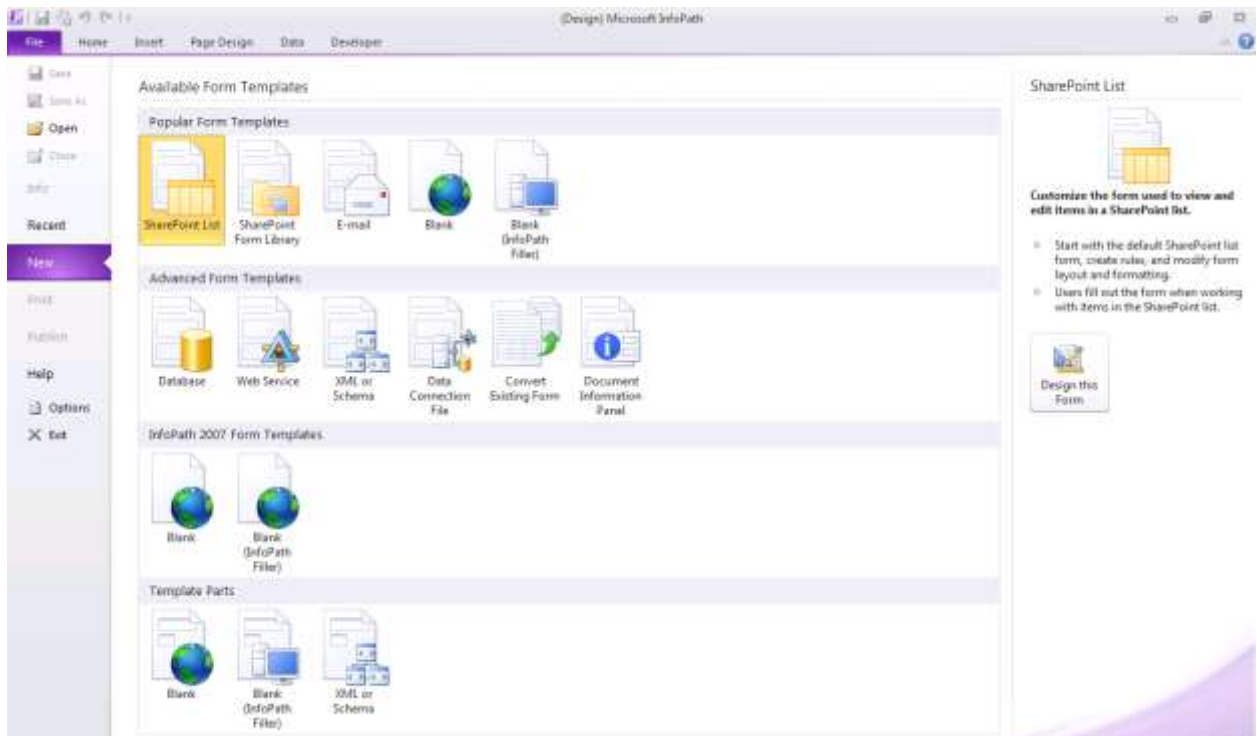 (Design) Microsoft InfoPath
File Home Insert Page Design Data Developer
Save
Save As
Open
Close
Info
Recent
New
Print
Publish
Help
Options
Exit
Available Form Templates
Popular Form Templates
SharePoint List
SharePoint
Form Library
E-mail
Blank
Blank
(InfoPath
Filler)
Advanced Form Templates
Database
Web Service
XML or
Schema
Data
Connection
File
Convert
Existing Form
Document
Information
Panel
InfoPath 2007 Form Templates
Blank
Blank
(InfoPath
Filler)
Template Parts
Blank
Blank
(InfoPath
Filler)
XML or
Schema
SharePoint List
Customize the form used to view and
edit items in a SharePoint list.
Start with the default SharePoint list
form, create rules, and modify form
layout and formatting.
Users fill out the form when working
with items in the SharePoint list.
Design this
Form